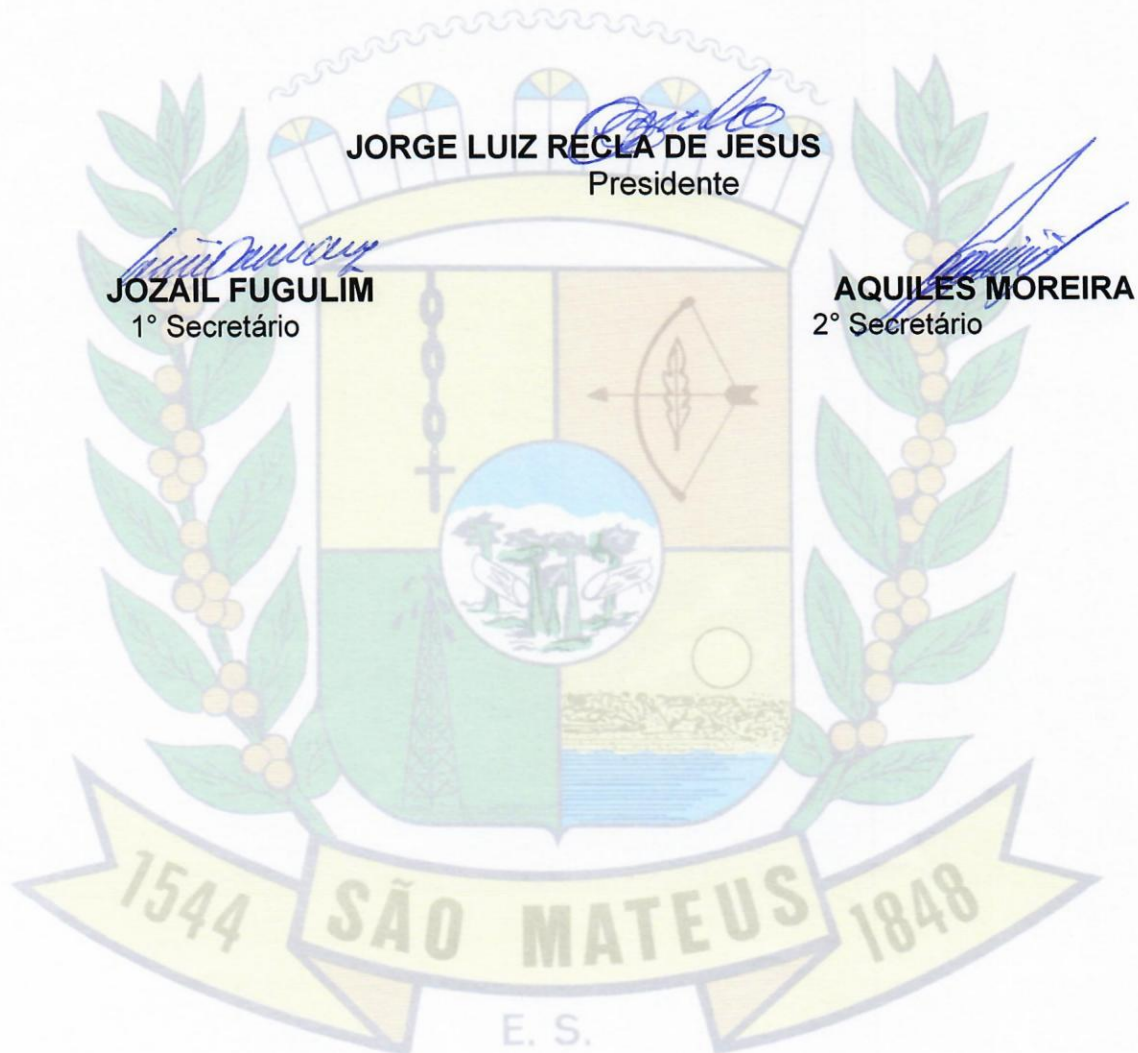 JORGE LUIZ RECLA DE JESUS
Presidente
JOZAIL FUGULIM
1° Secretário
AQUILES MOREIRA
2° Secretário
1544 SÃO MATEUS 1848
E. S.